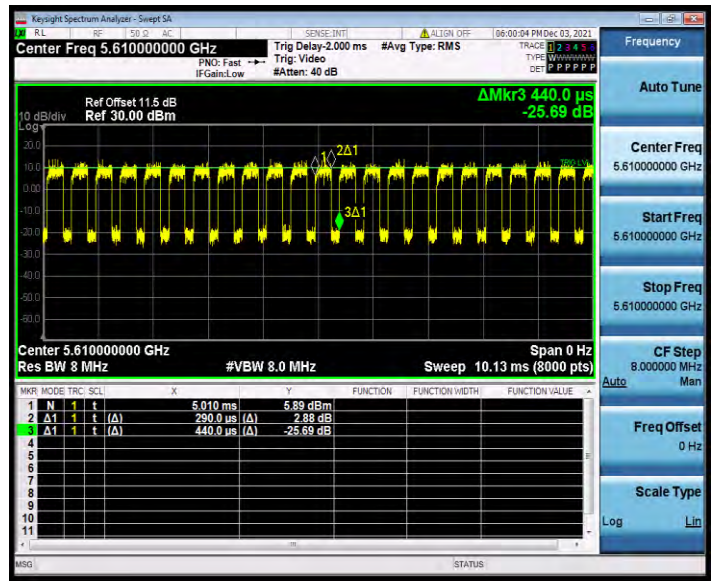 Keysight Spectrum Analyzer - Swept SA
RL RF 50 Ω AC SENSE:INT ALIGN OFF 06:00:04 PM Dec 03, 2021
Center Freq 5.610000000 GHz
PNO: Fast
IFGain:Low
Trig Delay-2.000 ms
Trig: Video
#Atten: 40 dB
#Avg Type: RMS
TRACE 1 2 3 4 5 6
TYPE WWWWWW
DET P P P P P P
Frequency
Auto Tune
Center Freq
5.610000000 GHz
Start Freq
5.610000000 GHz
Stop Freq
5.610000000 GHz
CF Step
8.000000 MHz
Auto Man
Freq Offset
0 Hz
Scale Type
Log Lin
ΔMkr3 440.0 µs
-25.69 dB
Ref Offset 11.5 dB
10 dB/div Ref 30.00 dBm
Log
20.0
10.0
0.00
-10.0
-20.0
-30.0
-40.0
-50.0
-60.0
1 2Δ1
3Δ1
Center 5.610000000 GHz Span 0 Hz
Res BW 8 MHz #VBW 8.0 MHz Sweep 10.13 ms (8000 pts)
MKR MODE TRC SCL X Y FUNCTION FUNCTION WIDTH FUNCTION VALUE
1 N 1 t 5.010 ms 5.89 dBm
2 Δ1 1 t (Δ) 290.0 µs (Δ) 2.88 dB
3 Δ1 1 t (Δ) 440.0 µs (Δ) -25.69 dB
4
5
6
7
8
9
10
11
MSG STATUS